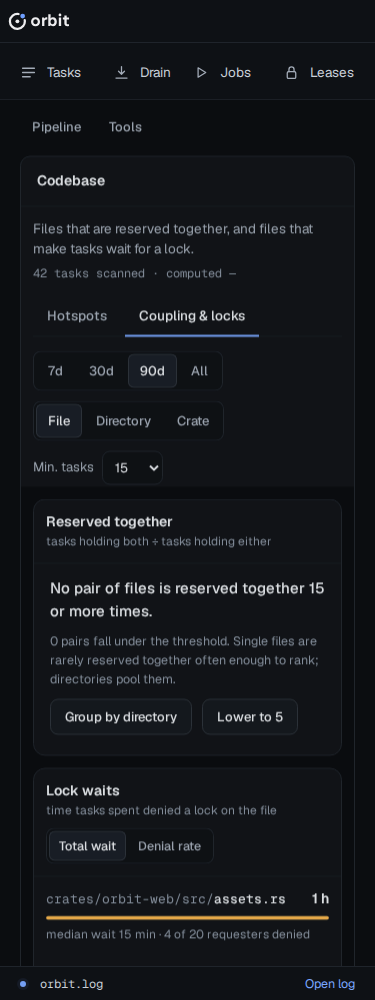 orbit
Tasks Drain Jobs Leases
Pipeline Tools
Codebase
Files that are reserved together, and files that
make tasks wait for a lock.
42 tasks scanned · computed —
Hotspots Coupling & locks
7d 30d 90d All
File Directory Crate
Min. tasks 15
Reserved together
tasks holding both ÷ tasks holding either
No pair of files is reserved together 15
or more times.
0 pairs fall under the threshold. Single files are
rarely reserved together often enough to rank;
directories pool them.
Group by directory Lower to 5
Lock waits
time tasks spent denied a lock on the file
Total wait Denial rate
crates/orbit-web/src/assets.rs 1 h
median wait 15 min · 4 of 20 requesters denied
orbit.log Open log